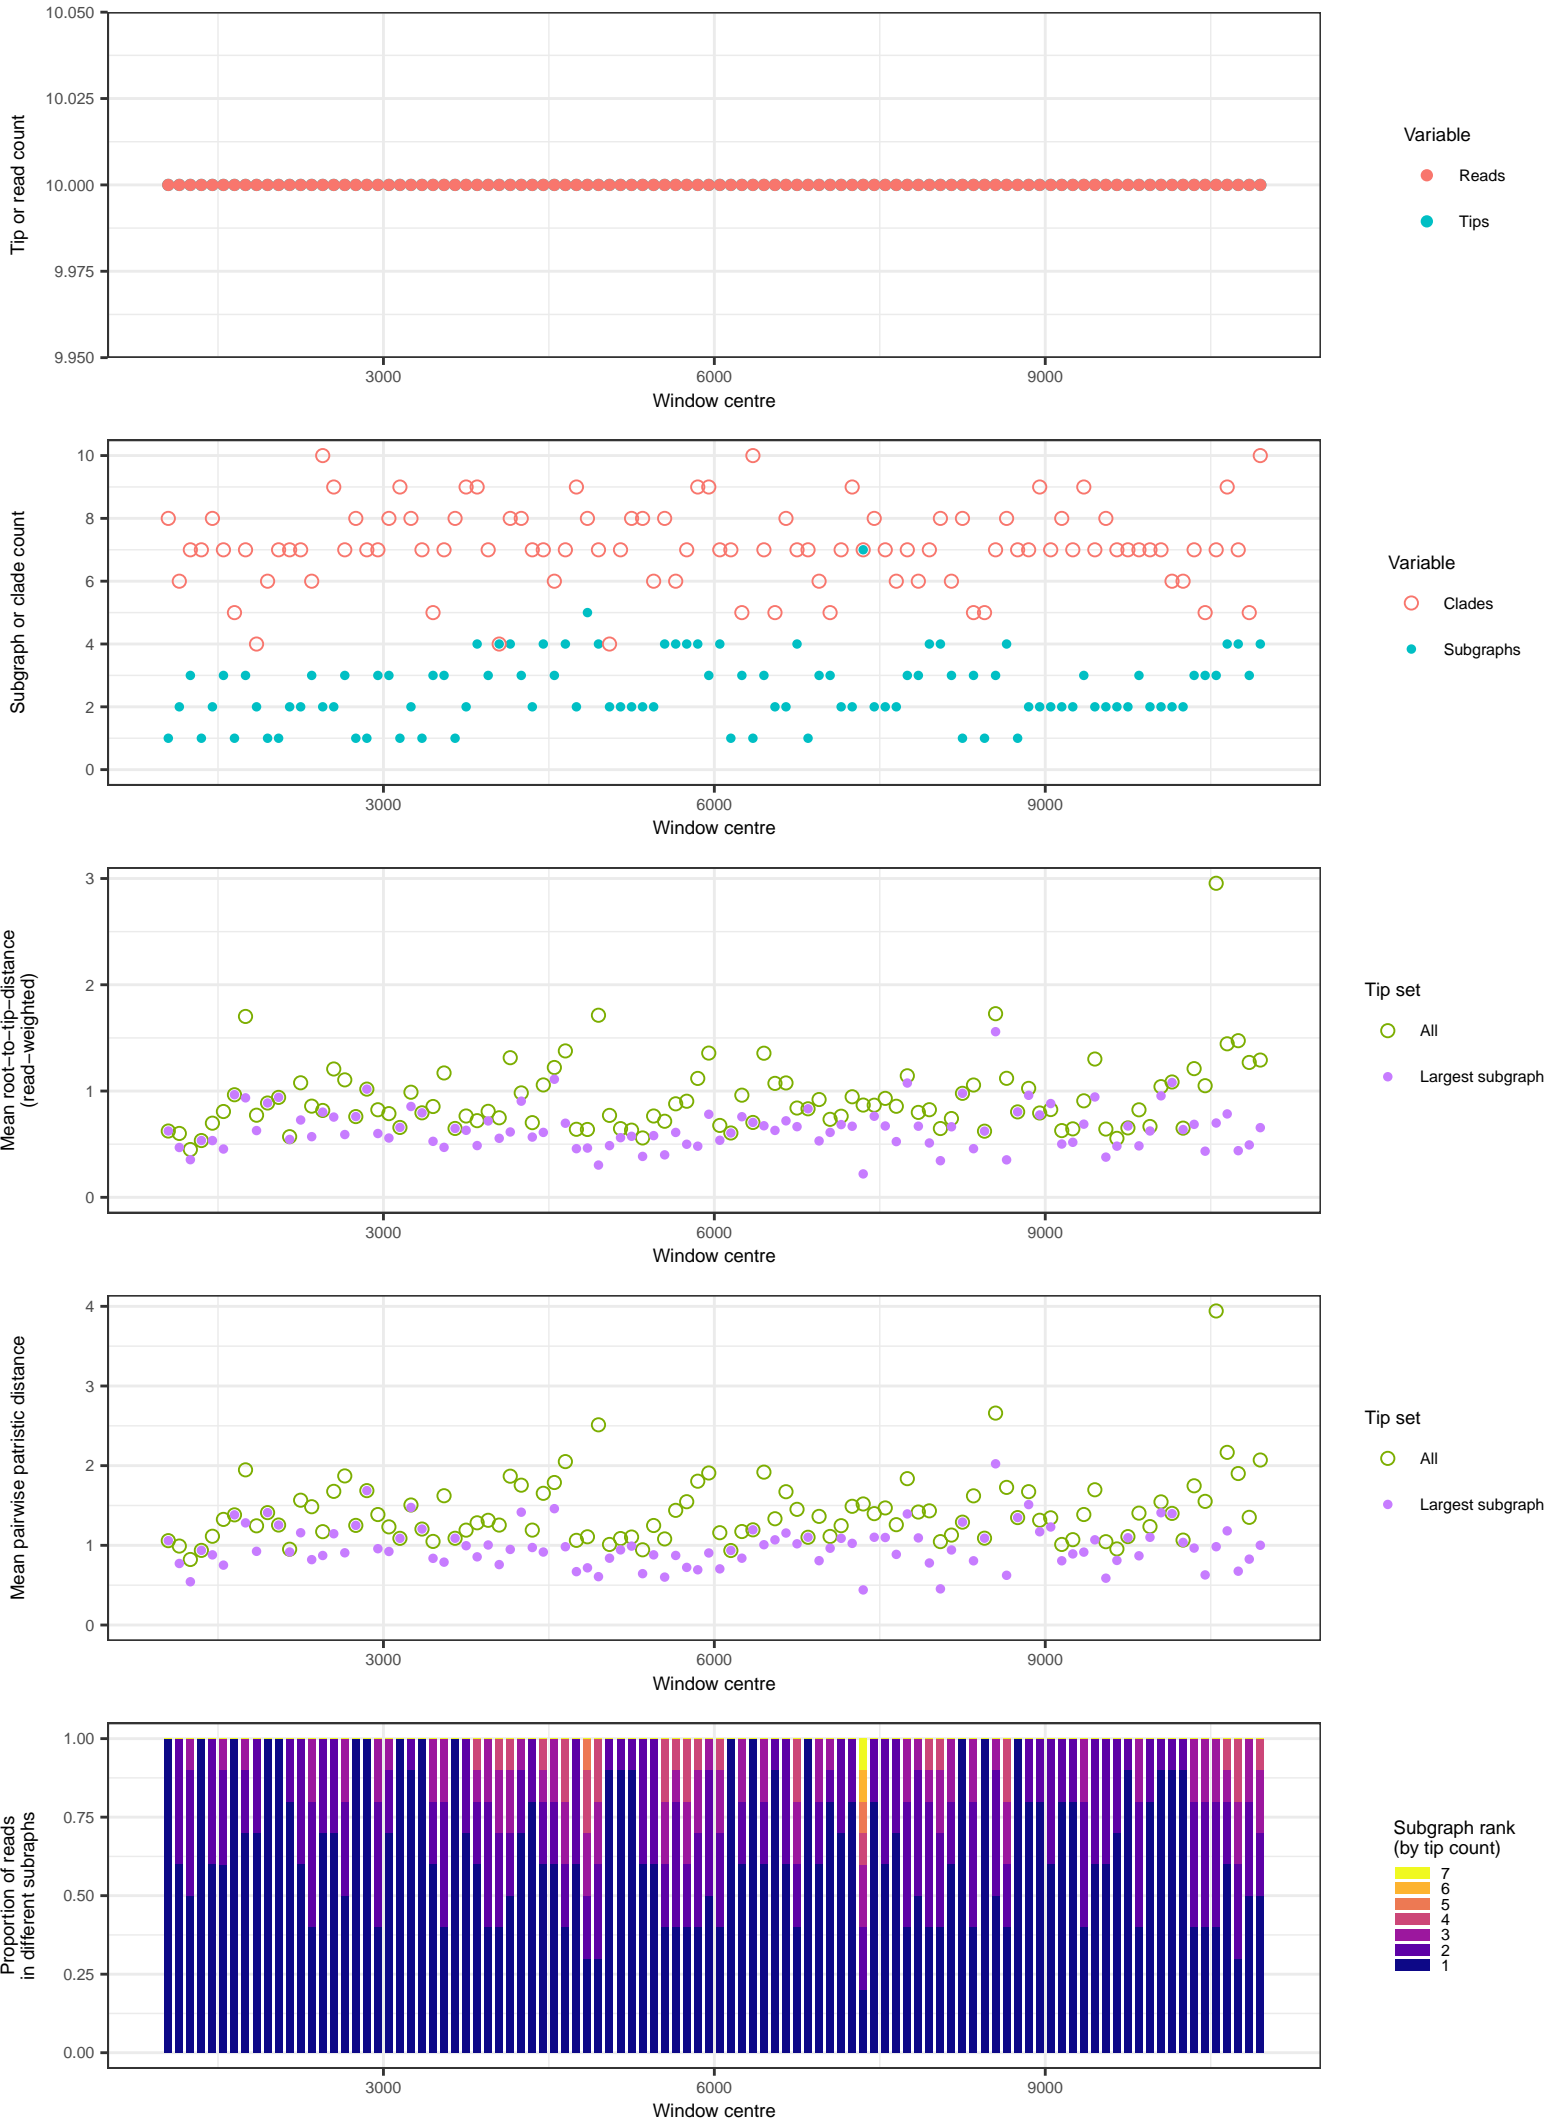 10.050
10.025
10.000
9.975
9.950
Tip or read count
3000 6000 9000
Window centre
Variable
Reads
Tips
10
8
6
4
2
0
Subgraph or clade count
3000 6000 9000
Window centre
Variable
Clades
Subgraphs
3
2
1
0
Mean root−to−tip−distance
(read−weighted)
3000 6000 9000
Window centre
Tip set
All
Largest subgraph
4
3
2
1
0
Mean pairwise patristic distance
3000 6000 9000
Window centre
Tip set
All
Largest subgraph
1.00
0.75
0.50
0.25
0.00
Proportion of reads
in different subraphs
3000 6000 9000
Window centre
Subgraph rank
(by tip count)
7
6
5
4
3
2
1